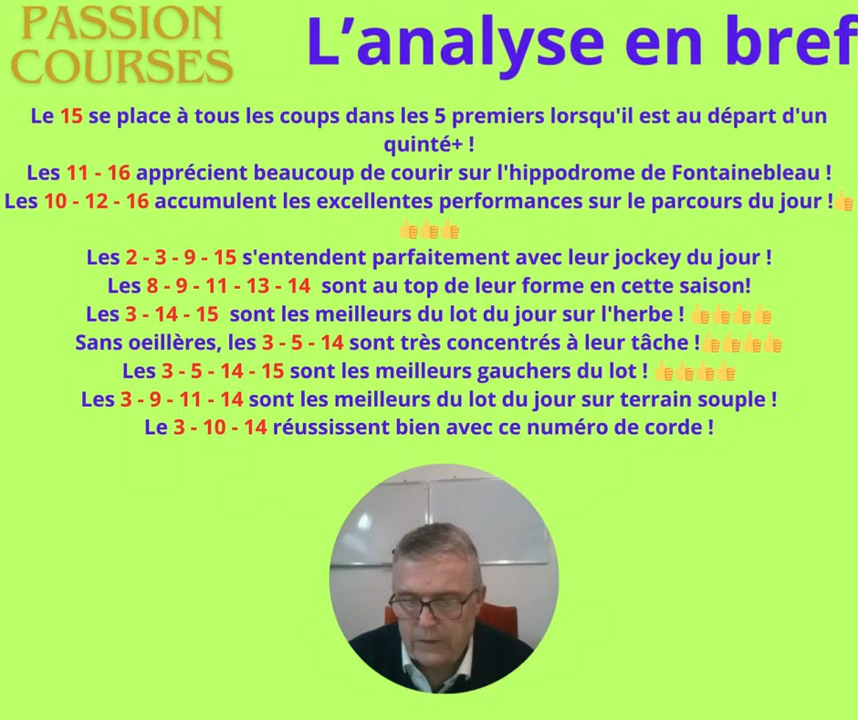 PASSION
COURSES
L’analyse en bref
Le 15 se place à tous les coups dans les 5 premiers lorsqu'il est au départ d'un
quinté+ !
Les 11 - 16 apprécient beaucoup de courir sur l'hippodrome de Fontainebleau !
Les 10 - 12 - 16 accumulent les excellentes performances sur le parcours du jour !👍
👍👍👍
Les 2 - 3 - 9 - 15 s'entendent parfaitement avec leur jockey du jour !
Les 8 - 9 - 11 - 13 - 14 sont au top de leur forme en cette saison!
Les 3 - 14 - 15 sont les meilleurs du lot du jour sur l'herbe ! 👍👍👍👍
Sans oeillères, les 3 - 5 - 14 sont très concentrés à leur tâche !👍👍👍👍
Les 3 - 5 - 14 - 15 sont les meilleurs gauchers du lot ! 👍👍👍👍
Les 3 - 9 - 11 - 14 sont les meilleurs du lot du jour sur terrain souple !
Le 3 - 10 - 14 réussissent bien avec ce numéro de corde !